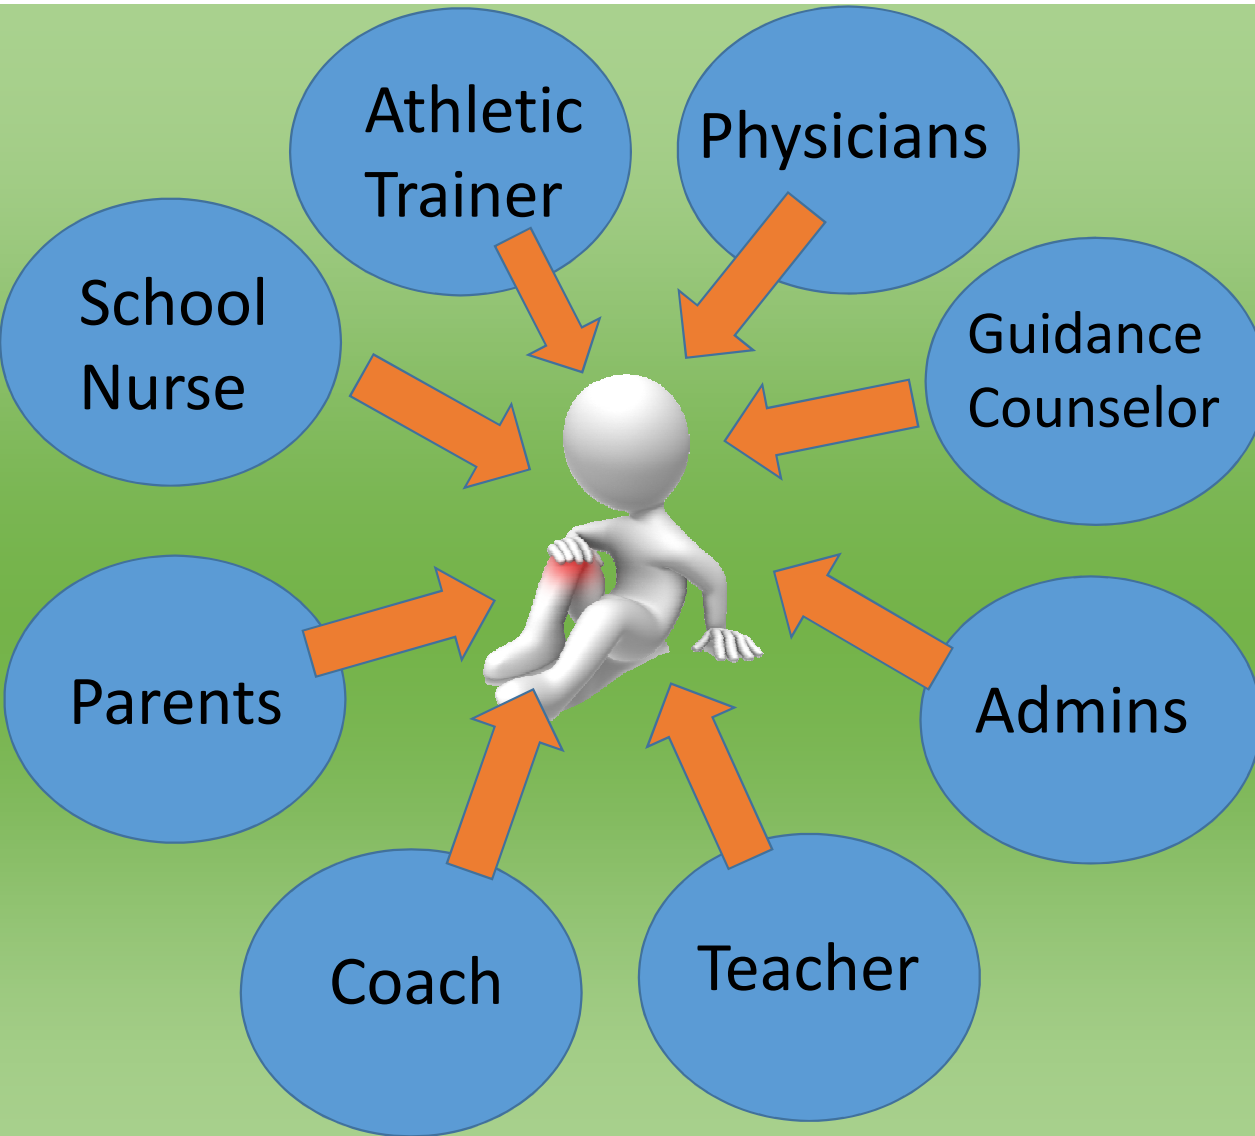 Athletic
Trainer
Physicians
School
Nurse
Guidance
Counselor
Parents
Admins
Coach
Teacher